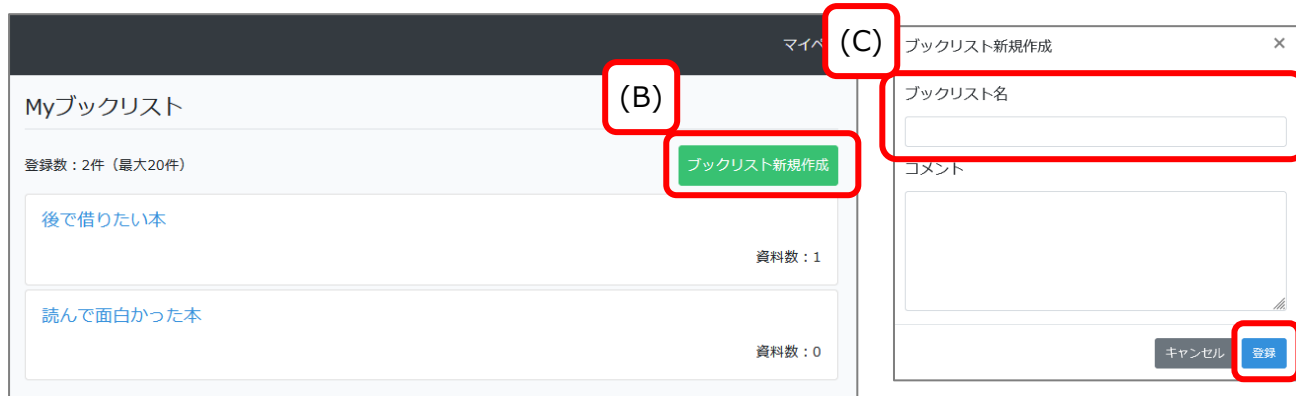 マイペ
(B)
(C)
Myブックリスト
登録数：2件（最大20件）
ブックリスト新規作成
後で借りたい本
資料数：1
読んで面白かった本
資料数：0
ブックリスト新規作成
×
ブックリスト名
コメント
キャンセル
登録